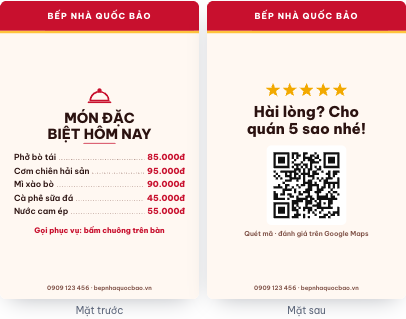 BẾP NHÀ QUỐC BẢO
MÓN ĐẶC
BIỆT HÔM NAY
Phở bò tái 85.000đ
Cơm chiên hải sản 95.000đ
Mì xào bò 90.000đ
Cà phê sữa đá 45.000đ
Nước cam ép 55.000đ
Gọi phục vụ: bấm chuông trên bàn
0909 123 456 · bepnhaquocbao.vn
Mặt trước
BẾP NHÀ QUỐC BẢO
Hài lòng? Cho
quán 5 sao nhé!
Quét mã · đánh giá trên Google Maps
0909 123 456 · bepnhaquocbao.vn
Mặt sau